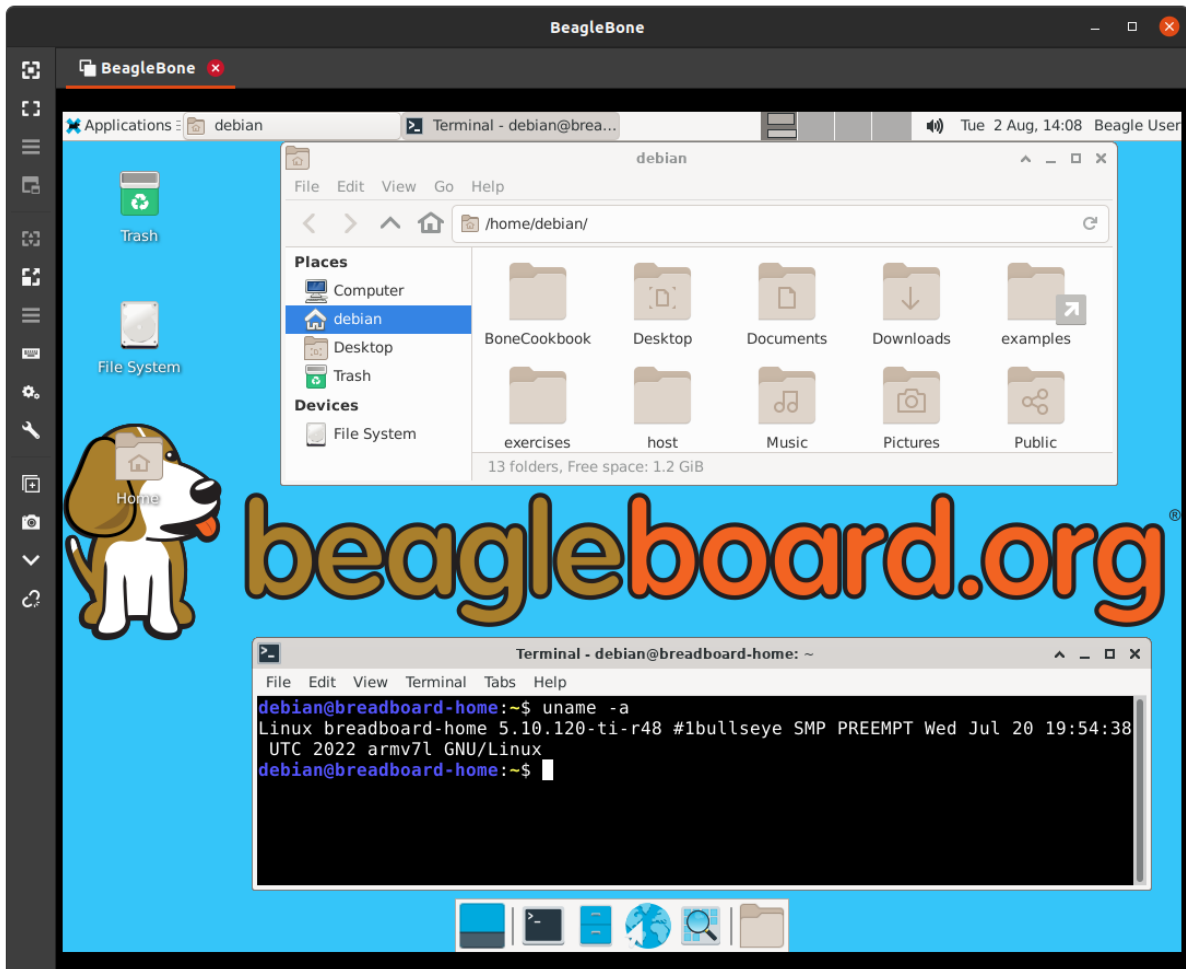 BeagleBone
BeagleBone
Applications debian Terminal - debian@brea... Tue 2 Aug, 14:08 Beagle User
Trash
File System
Home
debian
File Edit View Go Help
/home/debian/
Places
Computer
debian
Desktop
Trash
Devices
File System
BoneCookbook Desktop Documents Downloads examples
exercises host Music Pictures Public
13 folders, Free space: 1.2 GiB
beagleboard.org®
Terminal - debian@breadboard-home: ~
File Edit View Terminal Tabs Help
debian@breadboard-home:~$ uname -a
Linux breadboard-home 5.10.120-ti-r48 #1bullseye SMP PREEMPT Wed Jul 20 19:54:38
UTC 2022 armv7l GNU/Linux
debian@breadboard-home:~$